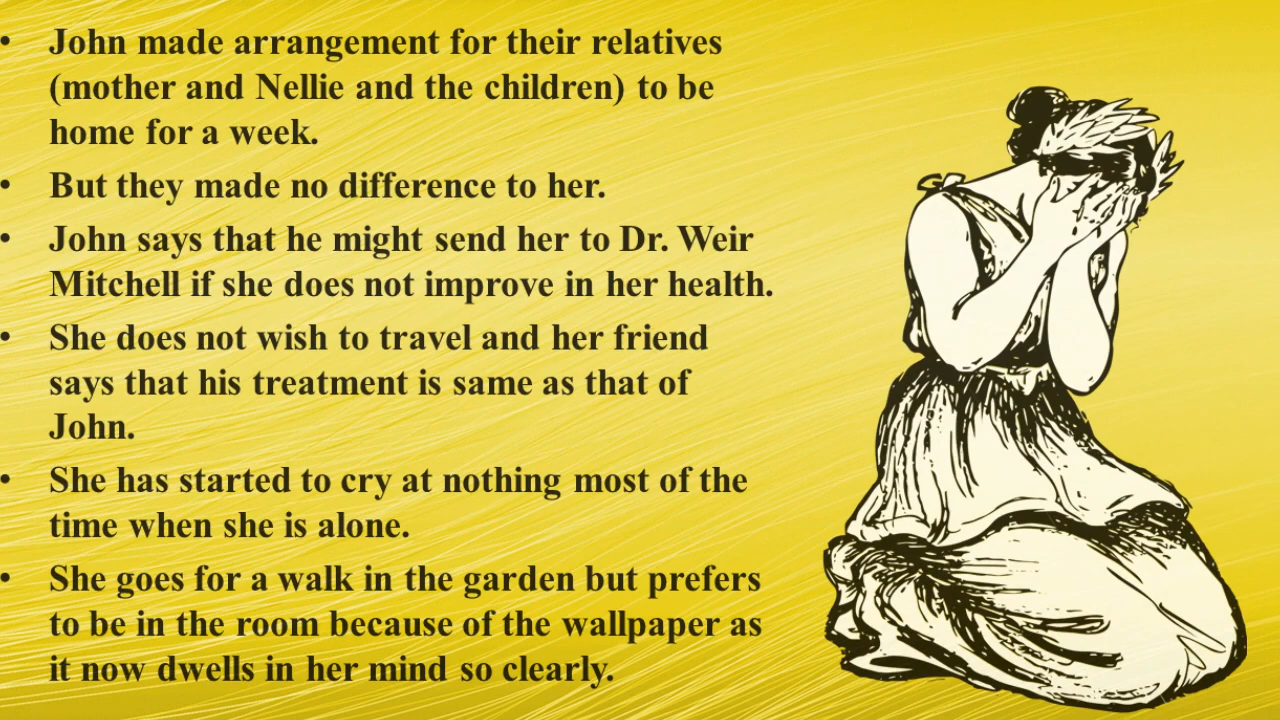 • John made arrangement for their relatives
(mother and Nellie and the children) to be
home for a week.
• But they made no difference to her.
• John says that he might send her to Dr. Weir
Mitchell if she does not improve in her health.
• She does not wish to travel and her friend
says that his treatment is same as that of
John.
• She has started to cry at nothing most of the
time when she is alone.
• She goes for a walk in the garden but prefers
to be in the room because of the wallpaper as
it now dwells in her mind so clearly.